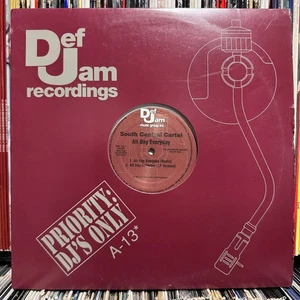 Def
Jam
recordings
Def
Jam
South Central Cartel
All Day Everyday
PRIORITY:
DJ'S ONLY
A-13*